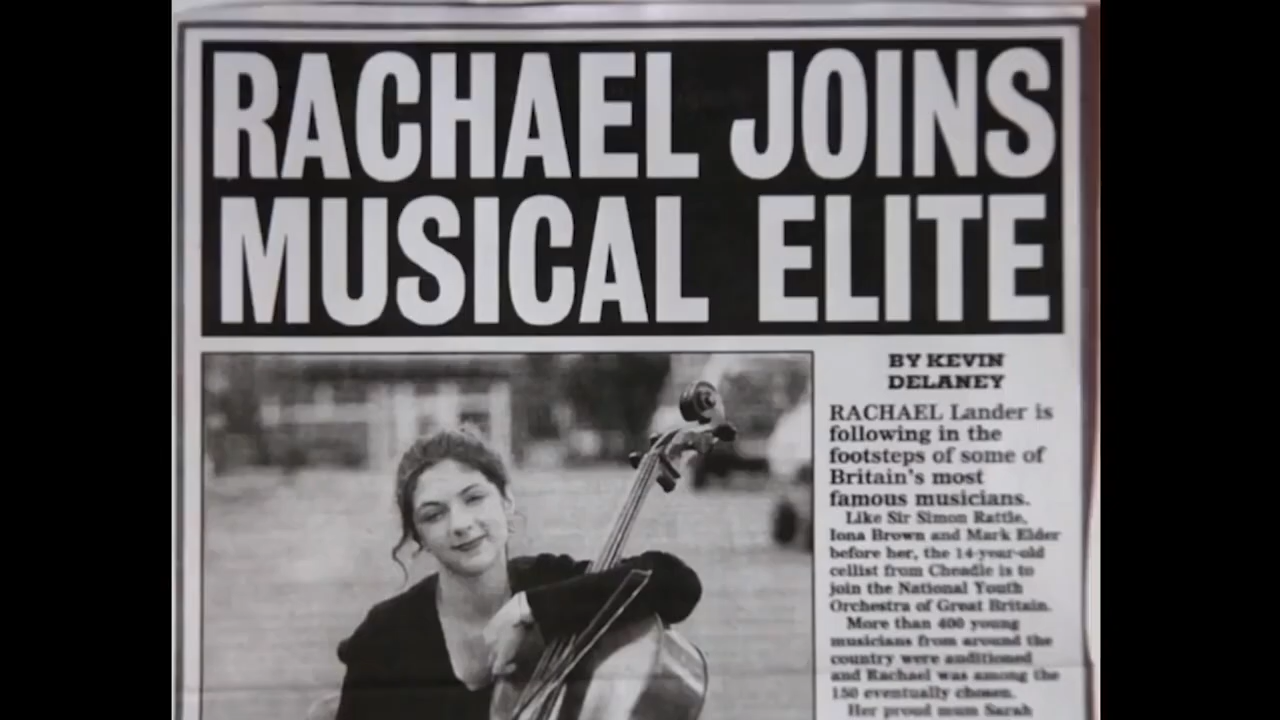 RACHAEL JOINS
MUSICAL ELITE
BY KEVIN
DELANEY
RACHAEL Lander is
following in the
footsteps of some of
Britain's most
famous musicians.
Like Sir Simon Rattle,
Iona Brown and Mark Elder
before her, the 14-year-old
cellist from Cheadle is to
join the National Youth
Orchestra of Great Britain.
More than 400 young
musicians from around the
country were auditioned
and Rachael was among the
150 eventually chosen.
Her proud mum Sarah